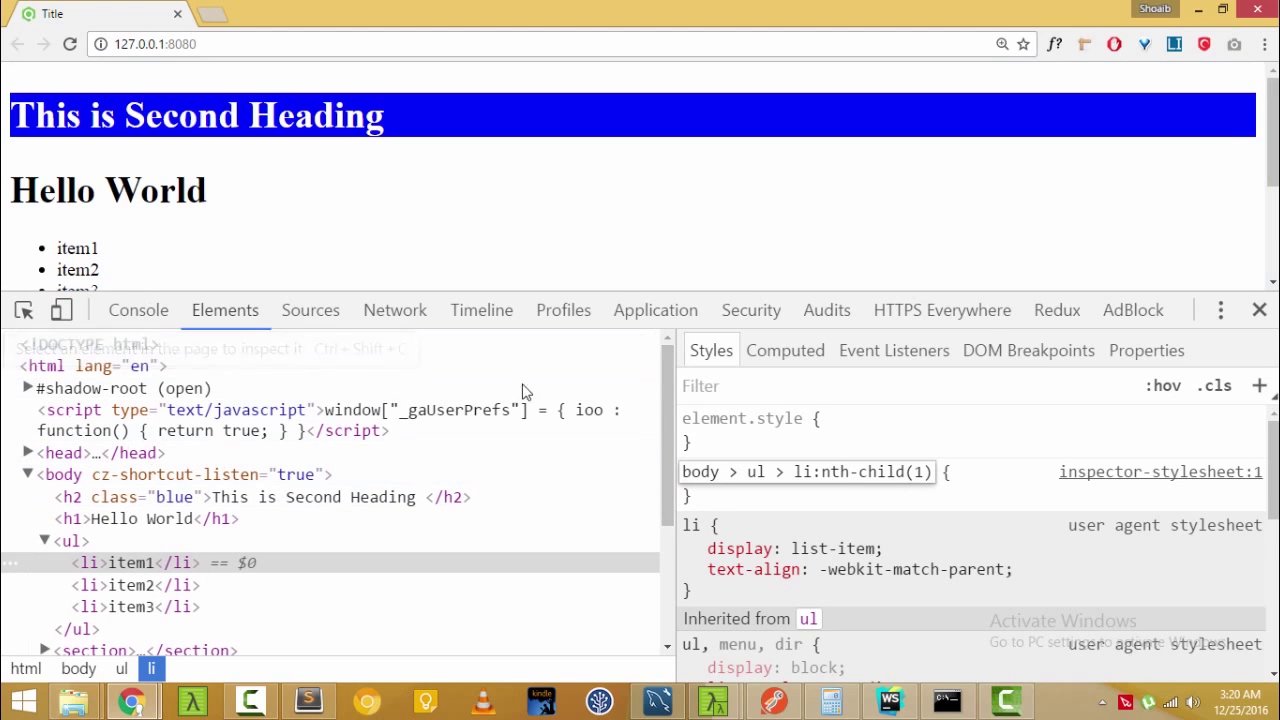 Title
Shoaib
127.0.0.1:8080
f?
LI
This is Second Heading
Hello World
item1
item2
item3
Console Elements Sources Network Timeline Profiles Application Security Audits HTTPS Everywhere Redux AdBlock
<!DOCTYPE html>
Select an element in the page to inspect it Ctrl + Shift + C
<html lang="en">
#shadow-root (open)
<script type="text/javascript">window["_gaUserPrefs"] = { ioo :
function() { return true; } }</script>
<head>…</head>
<body cz-shortcut-listen="true">
<h2 class="blue">This is Second Heading </h2>
<h1>Hello World</h1>
<ul>
<li>item1</li> == $0
<li>item2</li>
<li>item3</li>
</ul>
<section>…</section>
html body ul li
Styles Computed Event Listeners DOM Breakpoints Properties
Filter :hov .cls +
element.style {
}
body > ul > li:nth-child(1) { inspector-stylesheet:1
}
li { user agent stylesheet
display: list-item;
text-align: -webkit-match-parent;
}
Inherited from ul
Activate Windows
Go to PC settings to activate Windows.
ul, menu, dir { user agent stylesheet
display: block;
WS
3:20 AM
12/25/2016